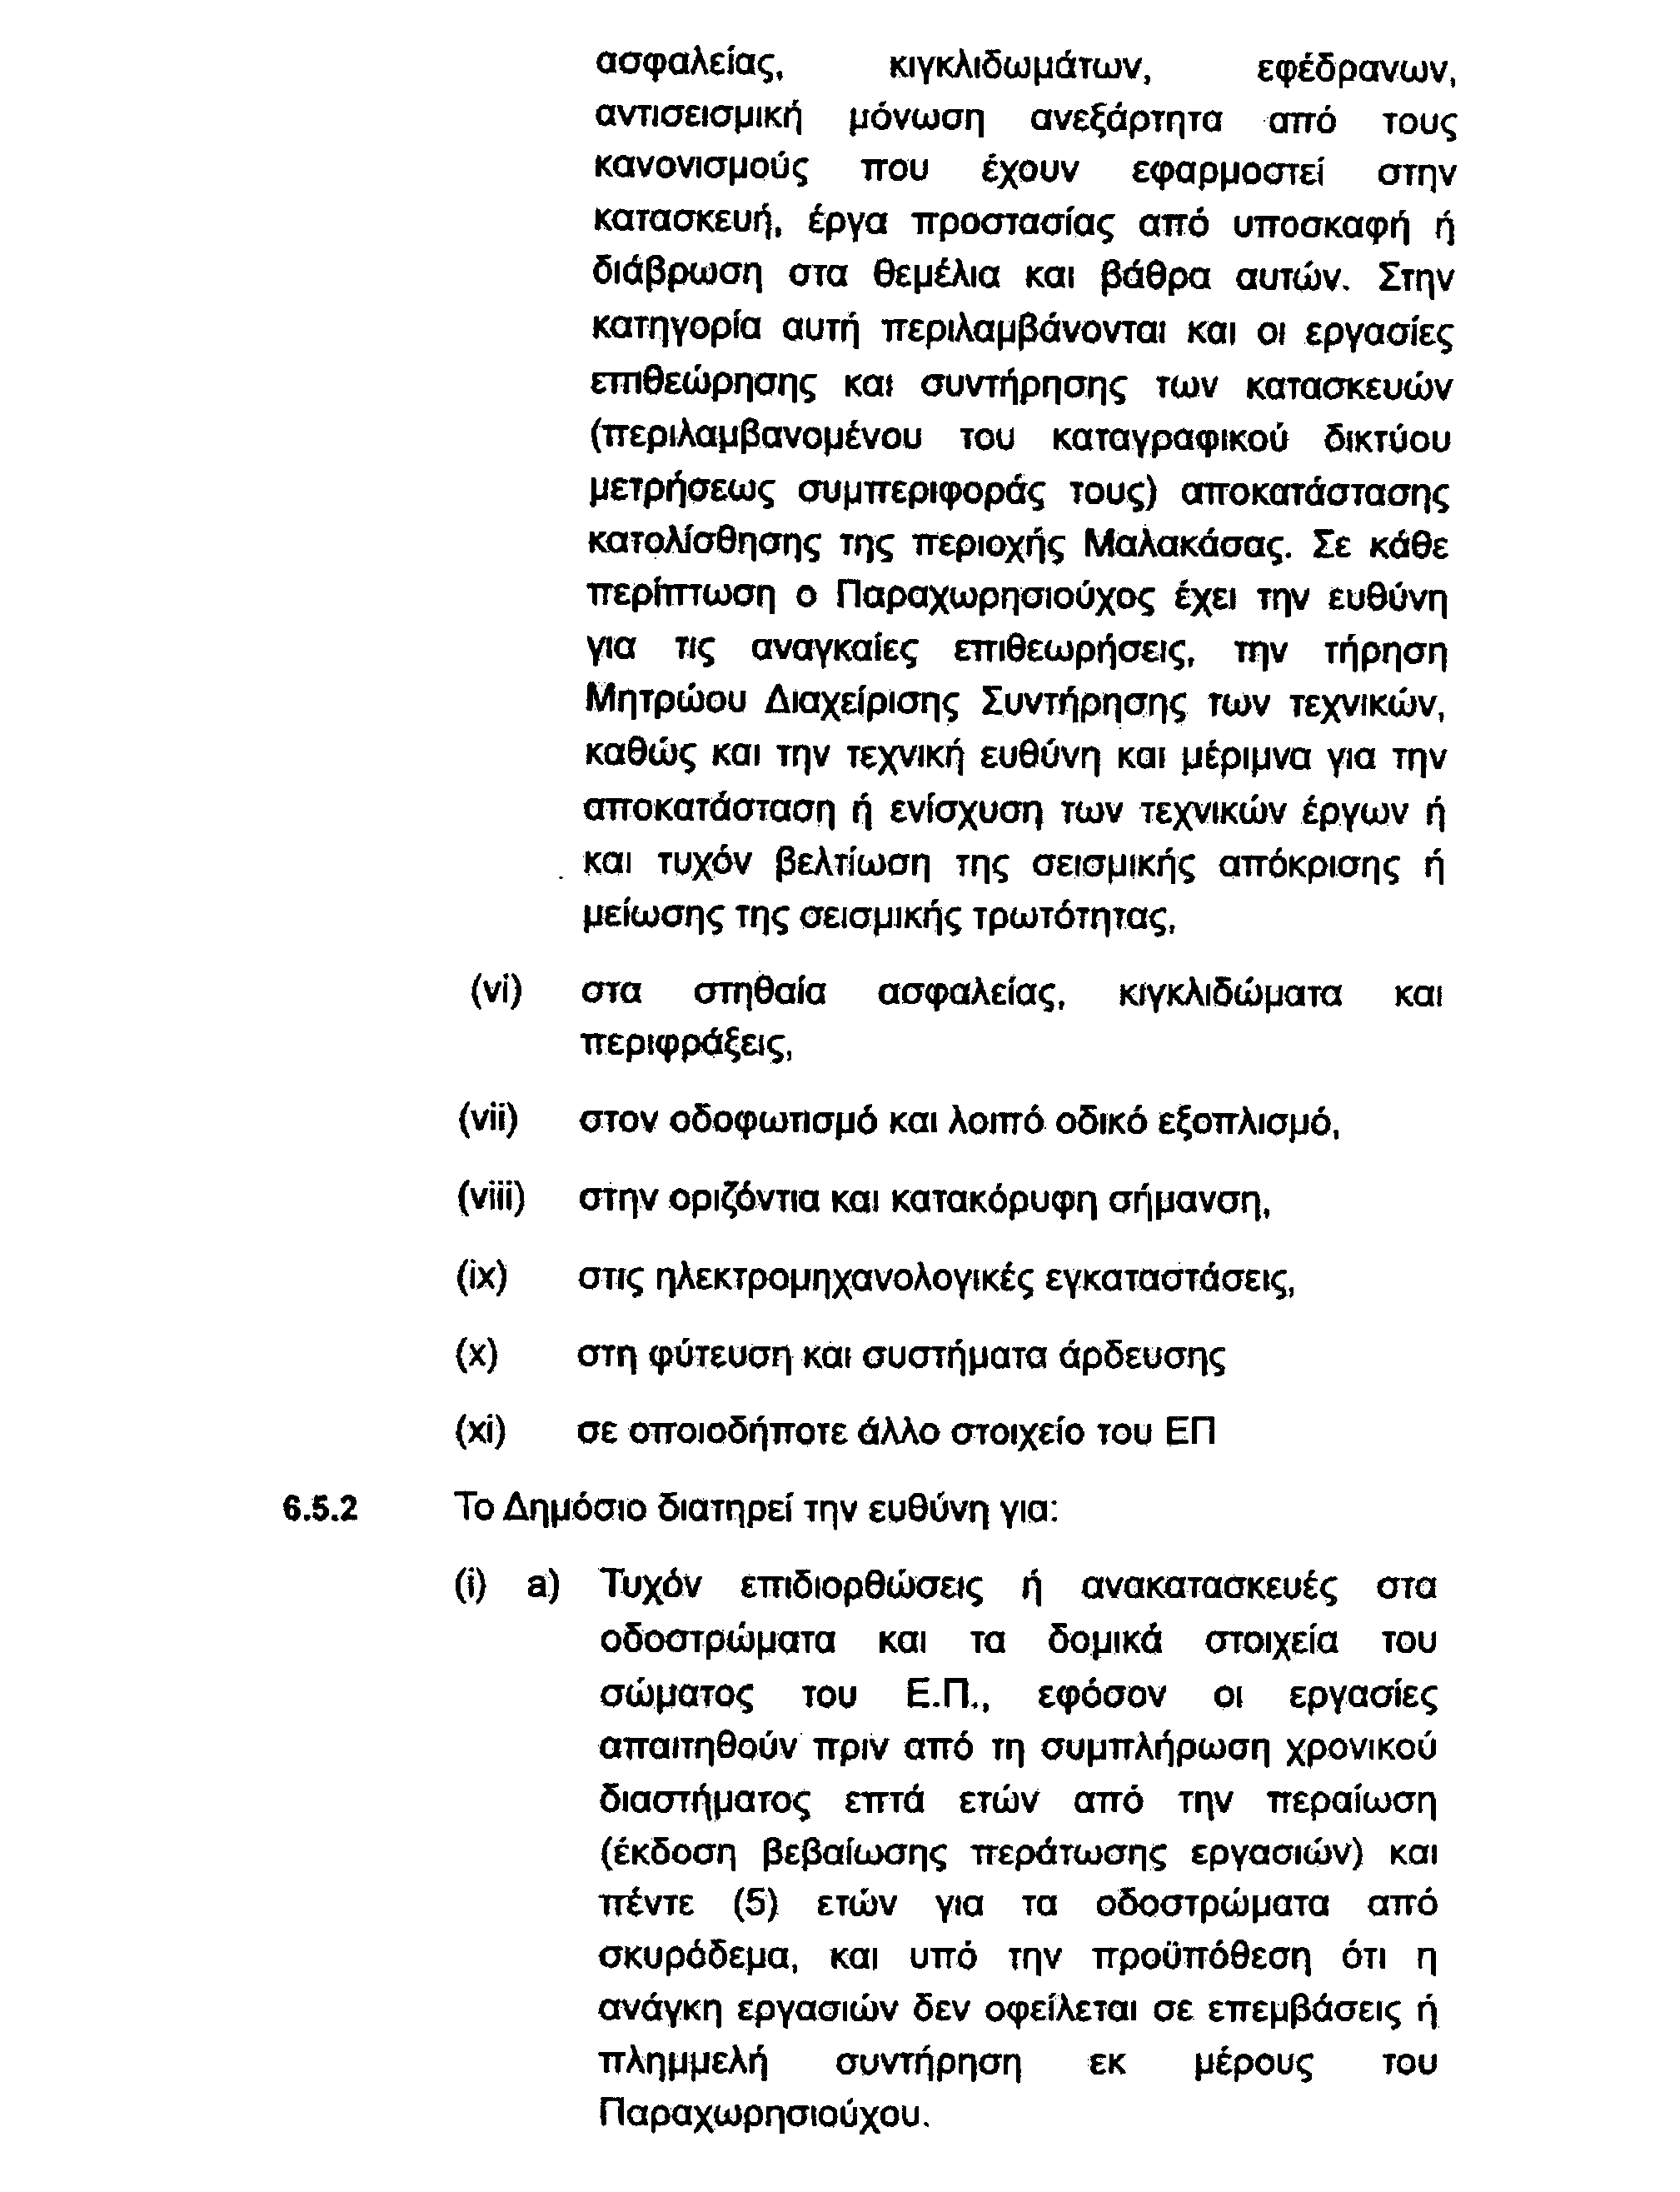 ασφαλείας, κιγκλιδωμάτων, εφέδρανων,
αντισεισμική μόνωση ανεξάρτητα από τους
κανονισμούς που έχουν εφαρμοστεί στην
κατασκευή, έργα προστασίας από υποσκαφή ή
διάβρωση στα θεμέλια και βάθρα αυτών. Στην
κατηγορία αυτή περιλαμβάνονται και οι εργασίες
επιθεώρησης και συντήρησης των κατασκευών
(περιλαμβανομένου του καταγραφικού δικτύου
μετρήσεως συμπεριφοράς τους) αποκατάστασης
κατολίσθησης της περιοχής Μαλακάσας. Σε κάθε
περίπτωση ο Παραχωρησιούχος έχει την ευθύνη
για τις αναγκαίες επιθεωρήσεις, την τήρηση
Μητρώου Διαχείρισης Συντήρησης των τεχνικών,
καθώς και την τεχνική ευθύνη και μέριμνα για την
αποκατάσταση ή ενίσχυση των τεχνικών έργων ή
και τυχόν βελτίωση της σεισμικής απόκρισης ή
μείωσης της σεισμικής τρωτότητας,
(vi) στα στηθαία ασφαλείας, κιγκλιδώματα και
περιφράξεις,
(vii) στον οδοφωτισμό και λοιπό οδικό εξοπλισμό,
(viii) στην οριζόντια και κατακόρυφη σήμανση,
(ix) στις ηλεκτρομηχανολογικές εγκαταστάσεις,
(x) στη φύτευση και συστήματα άρδευσης
(xi) σε οποιοδήποτε άλλο στοιχείο του ΕΠ
6.5.2 Το Δημόσιο διατηρεί την ευθύνη για:
(i) a) Τυχόν επιδιορθώσεις ή ανακατασκευές στα
οδοστρώματα και τα δομικά στοιχεία του
σώματος του Ε.Π., εφόσον οι εργασίες
απαιτηθούν πριν από τη συμπλήρωση χρονικού
διαστήματος επτά ετών από την περαίωση
(έκδοση βεβαίωσης περάτωσης εργασιών) και
πέντε (5) ετών για τα οδοστρώματα από
σκυρόδεμα, και υπό την προϋπόθεση ότι η
ανάγκη εργασιών δεν οφείλεται σε επεμβάσεις ή
πλημμελή συντήρηση εκ μέρους του
Παραχωρησιούχου.